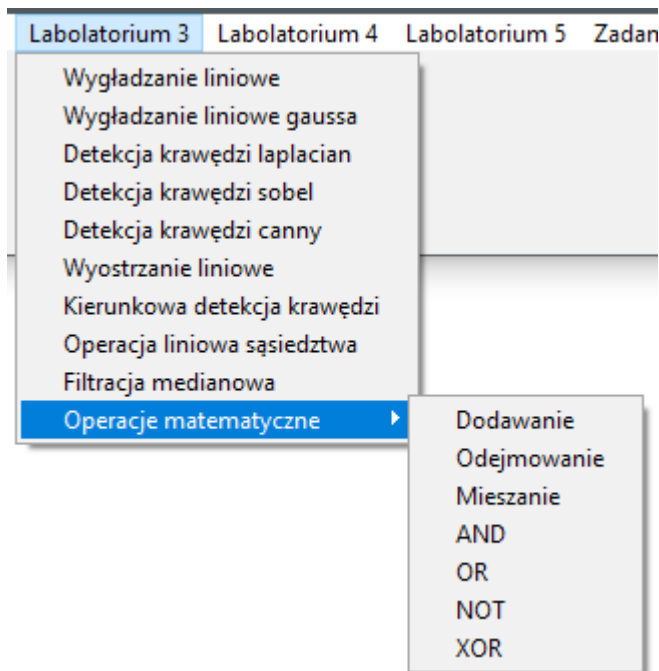 Labolatorium 3 Labolatorium 4 Labolatorium 5 Zadan
Wygładzanie liniowe
Wygładzanie liniowe gaussa
Detekcja krawędzi laplacian
Detekcja krawędzi sobel
Detekcja krawędzi canny
Wyostrzanie liniowe
Kierunkowa detekcja krawędzi
Operacja liniowa sąsiedztwa
Filtracja medianowa
Operacje matematyczne
Dodawanie
Odejmowanie
Mieszanie
AND
OR
NOT
XOR